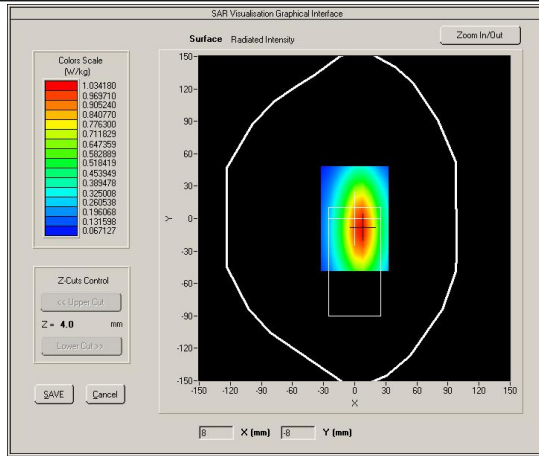 SAR Visualisation Graphical Interface
Surface Radiated Intensity
Zoom In/Out
Colors Scale
(W/kg)
1.034180
0.969710
0.905240
0.840770
0.776300
0.711829
0.647359
0.582889
0.518419
0.453949
0.389478
0.325008
0.260538
0.196068
0.131598
0.067127
Z-Cuts Control
<< Upper Cut
Z = 4.0 mm
Lower Cut >>
SAVE Cancel
150-
120-
90-
60-
30-
0-
-30-
-60-
-90-
-120-
-150-
Y
-150 -120 -90 -60 -30 0 30 60 90 120 150
X
8 X (mm) -8 Y (mm)